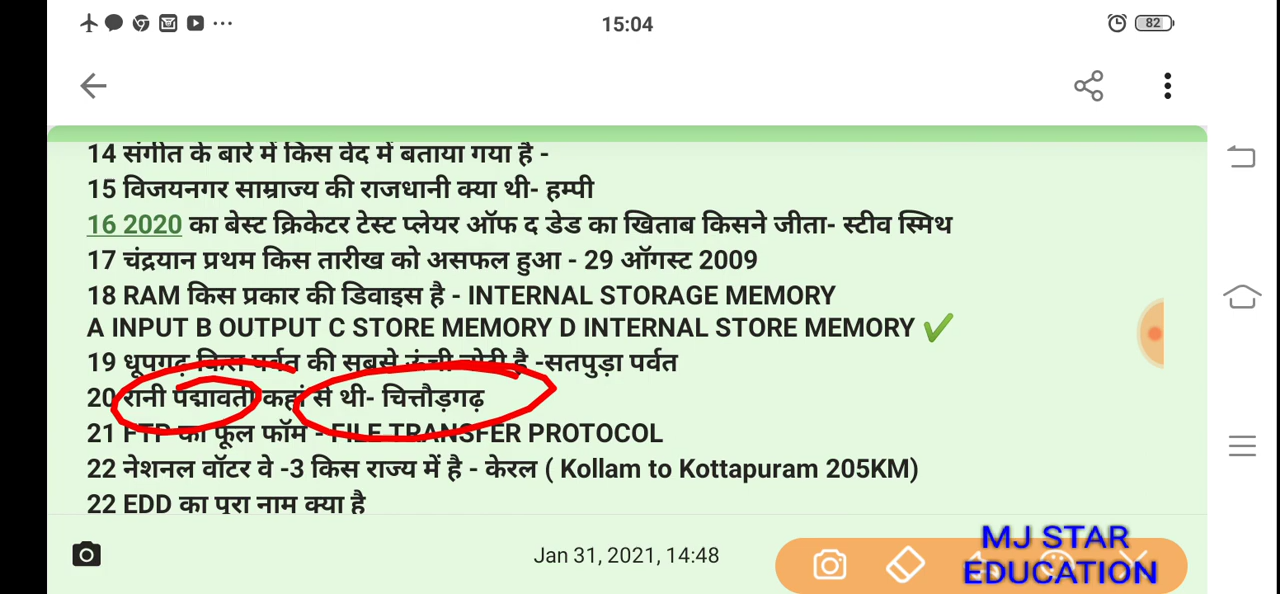 15:04
82
14 संगीत के बारे में किस वेद में बताया गया है -
15 विजयनगर साम्राज्य की राजधानी क्या थी- हम्पी
16 2020 का बेस्ट क्रिकेटर टेस्ट प्लेयर ऑफ द डेड का खिताब किसने जीता- स्टीव स्मिथ
17 चंद्रयान प्रथम किस तारीख को असफल हुआ - 29 ऑगस्ट 2009
18 RAM किस प्रकार की डिवाइस है - INTERNAL STORAGE MEMORY
A INPUT B OUTPUT C STORE MEMORY D INTERNAL STORE MEMORY ✔
19 धूपगढ़ किस पर्वत की सबसे ऊंची चोटी है -सतपुड़ा पर्वत
20 रानी पद्मावती कहां से थी- चित्तौड़गढ़
21 FTP का फूल फॉम - FILE TRANSFER PROTOCOL
22 नेशनल वॉटर वे -3 किस राज्य में है - केरल ( Kollam to Kottapuram 205KM)
22 EDD का पुरा नाम क्या है
Jan 31, 2021, 14:48
MJ STAR
EDUCATION